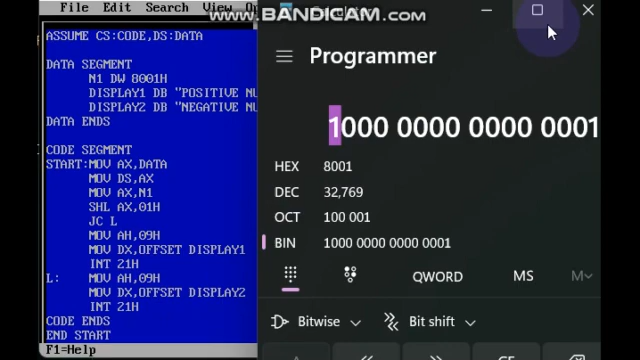 File Edit Search View
www.BANDICAM.com
ASSUME CS:CODE,DS:DATA
DATA SEGMENT
N1 DW 8001H
DISPLAY1 DB "POSITIVE NU
DISPLAY2 DB "NEGATIVE NU
DATA ENDS
CODE SEGMENT
START:MOV AX,DATA
MOV DS,AX
MOV AX,N1
SHL AX,01H
JC L
MOV AH,09H
MOV DX,OFFSET DISPLAY1
INT 21H
L: MOV AH,09H
MOV DX,OFFSET DISPLAY2
INT 21H
CODE ENDS
END START
F1=Help
Programmer
1000 0000 0000 0001
HEX 8001
DEC 32,769
OCT 100 001
BIN 1000 0000 0000 0001
QWORD MS
Bitwise Bit shift